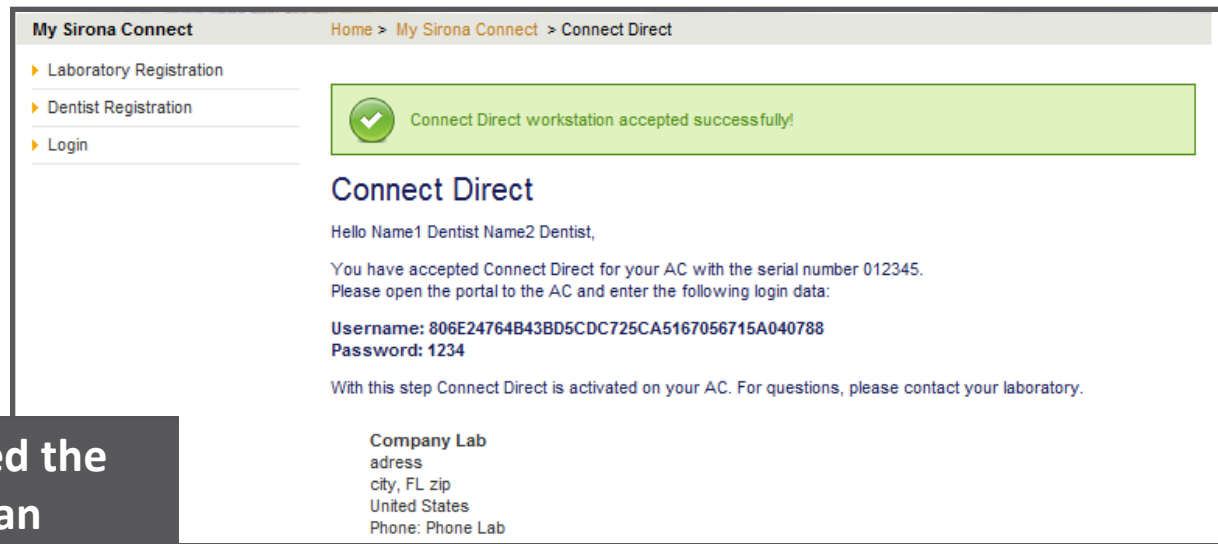 My Sirona Connect
Home > My Sirona Connect > Connect Direct
Laboratory Registration
Dentist Registration
Login
Connect Direct workstation accepted successfully!
Connect Direct
Hello Name1 Dentist Name2 Dentist,
You have accepted Connect Direct for your AC with the serial number 012345.
Please open the portal to the AC and enter the following login data:
Username: 806E24764B43BD5CDC725CA5167056715A040788
Password: 1234
With this step Connect Direct is activated on your AC. For questions, please contact your laboratory.
Company Lab
adress
city, FL zip
United States
Phone: Phone Lab
ed the
an